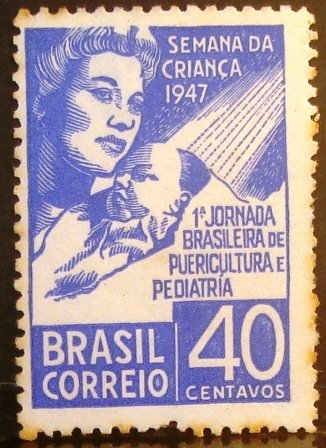 SEMANA DA
CRIANÇA
1947
1ª JORNADA
BRASILEIRA DE
PUERICULTURA E
PEDIATRIA
BRASIL
CORREIO
40
CENTAVOS